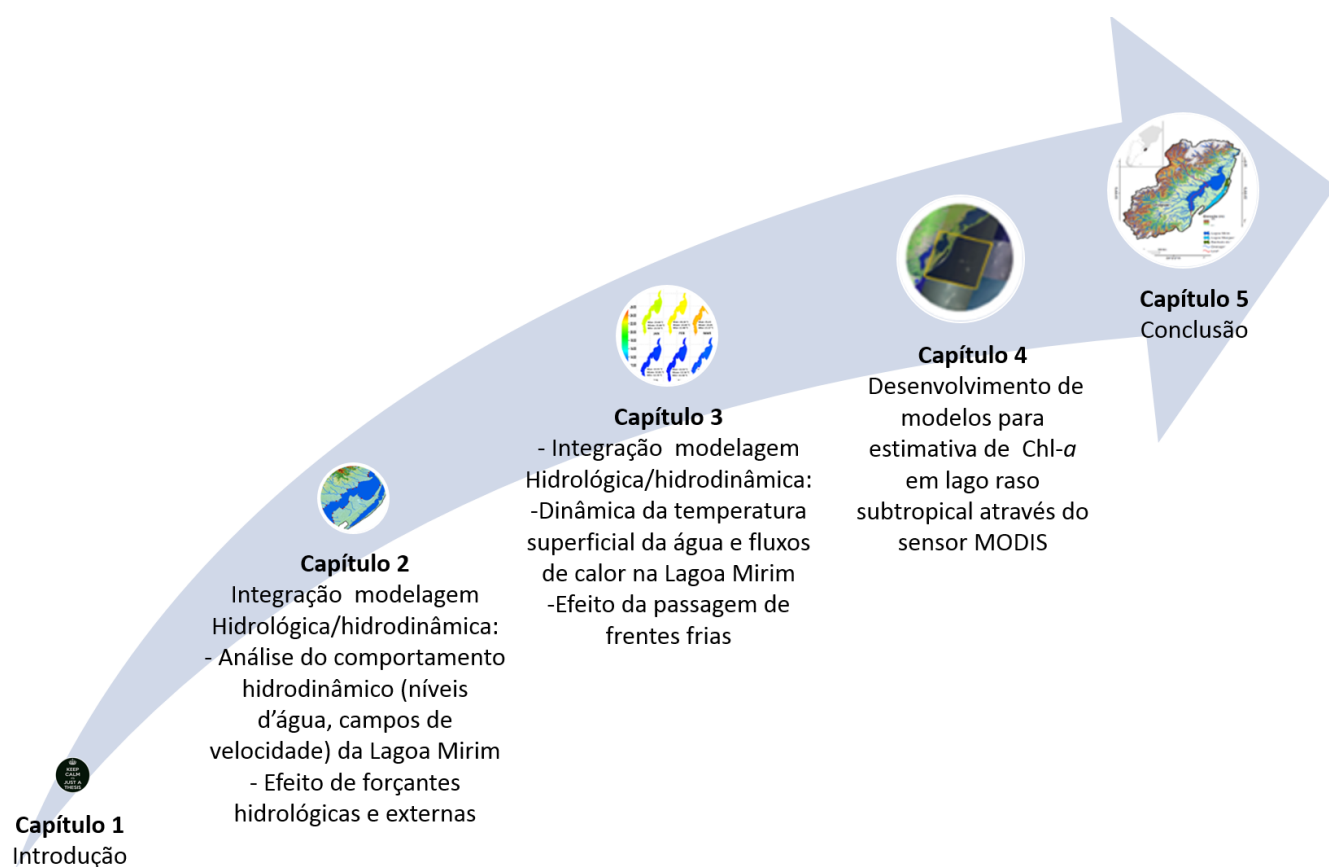 KEEP
CALM
JUST A
THESIS
Capítulo 1
Introdução
Capítulo 2
Integração modelagem
Hidrológica/hidrodinâmica:
- Análise do comportamento
hidrodinâmico (níveis
d’água, campos de
velocidade) da Lagoa Mirim
- Efeito de forçantes
hidrológicas e externas
Capítulo 3
- Integração modelagem
Hidrológica/hidrodinâmica:
-Dinâmica da temperatura
superficial da água e fluxos
de calor na Lagoa Mirim
-Efeito da passagem de
frentes frias
Capítulo 4
Desenvolvimento de
modelos para
estimativa de Chl-a
em lago raso
subtropical através do
sensor MODIS
Capítulo 5
Conclusão